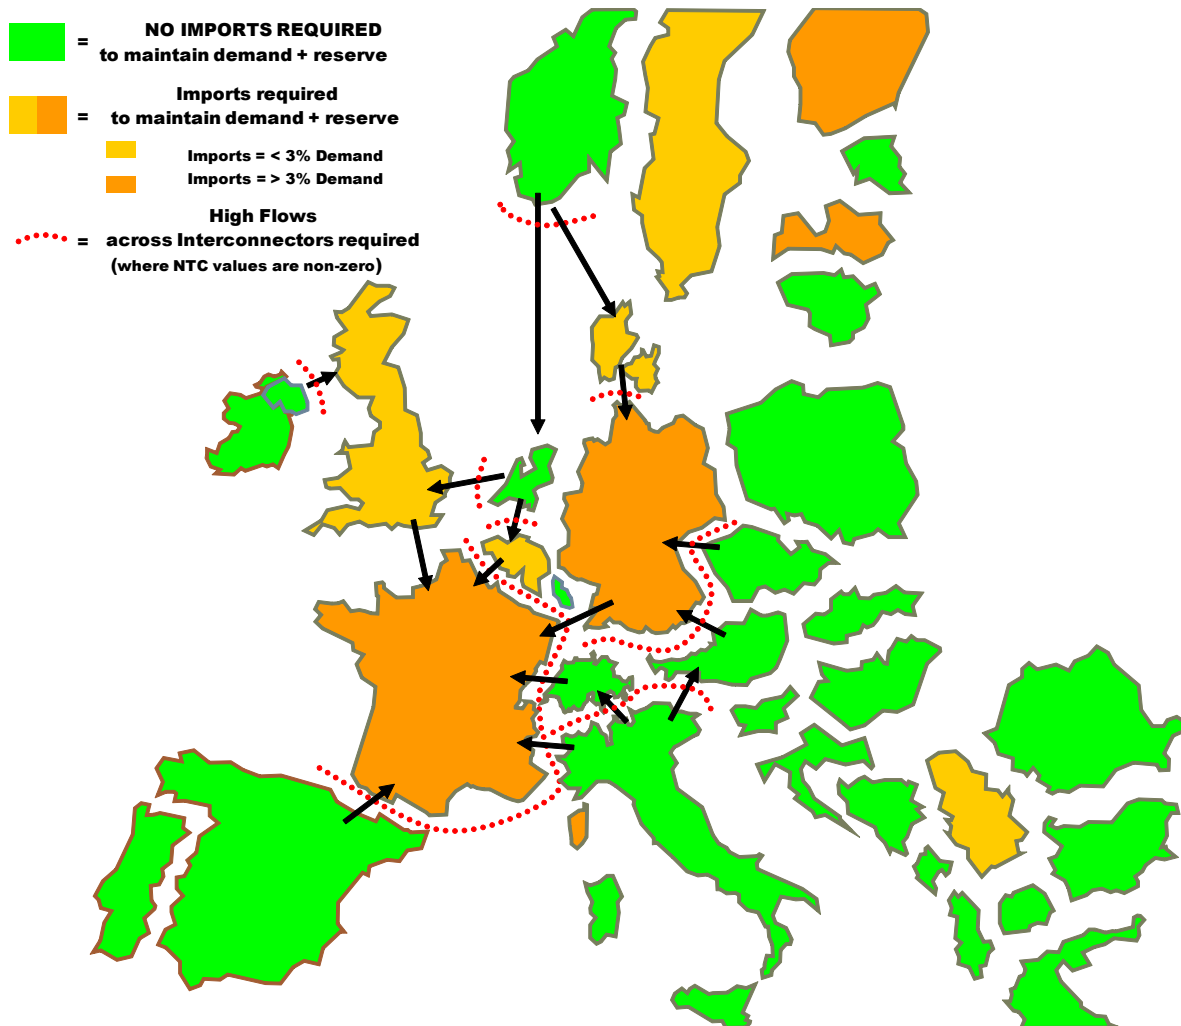 = NO IMPORTS REQUIRED
to maintain demand + reserve
Imports required
= to maintain demand + reserve
Imports = < 3% Demand
Imports = > 3% Demand
High Flows
= across Interconnectors required
(where NTC values are non-zero)